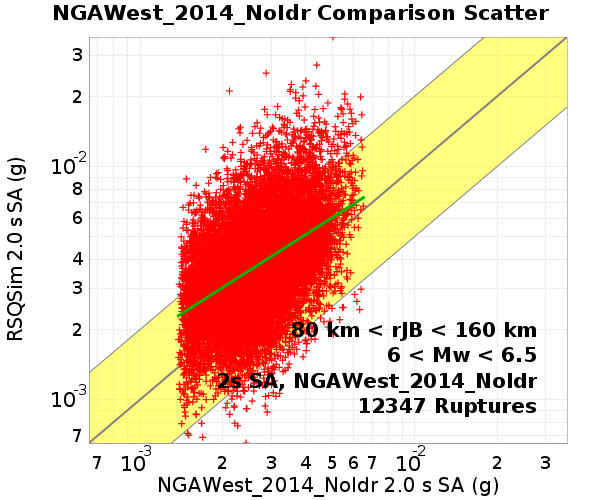 NGAWest_2014_NoIdr Comparison Scatter
RSQSim 2.0 s SA (g)
3
2
10-2
8
6
4
3
2
10-3
7
80 km < rJB < 160 km
6 < Mw < 6.5
2s SA, NGAWest_2014_NoIdr
12347 Ruptures
7 10-3 2 3 4 5 6 7 10-2 2 3
NGAWest_2014_NoIdr 2.0 s SA (g)